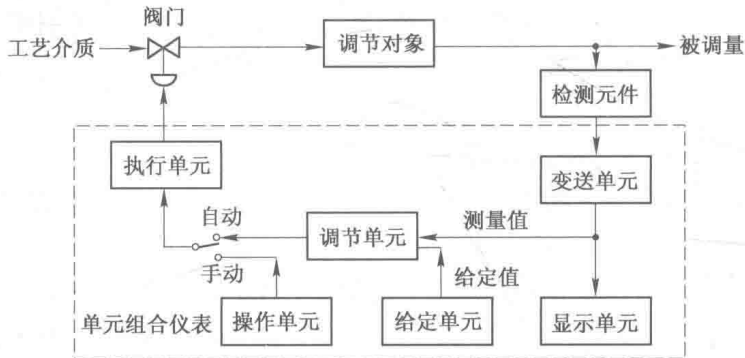 阀门
工艺介质
调节对象
被调量
检测元件
执行单元
变送单元
自动
调节单元
测量值
手动
给定值
单元组合仪表
操作单元
给定单元
显示单元